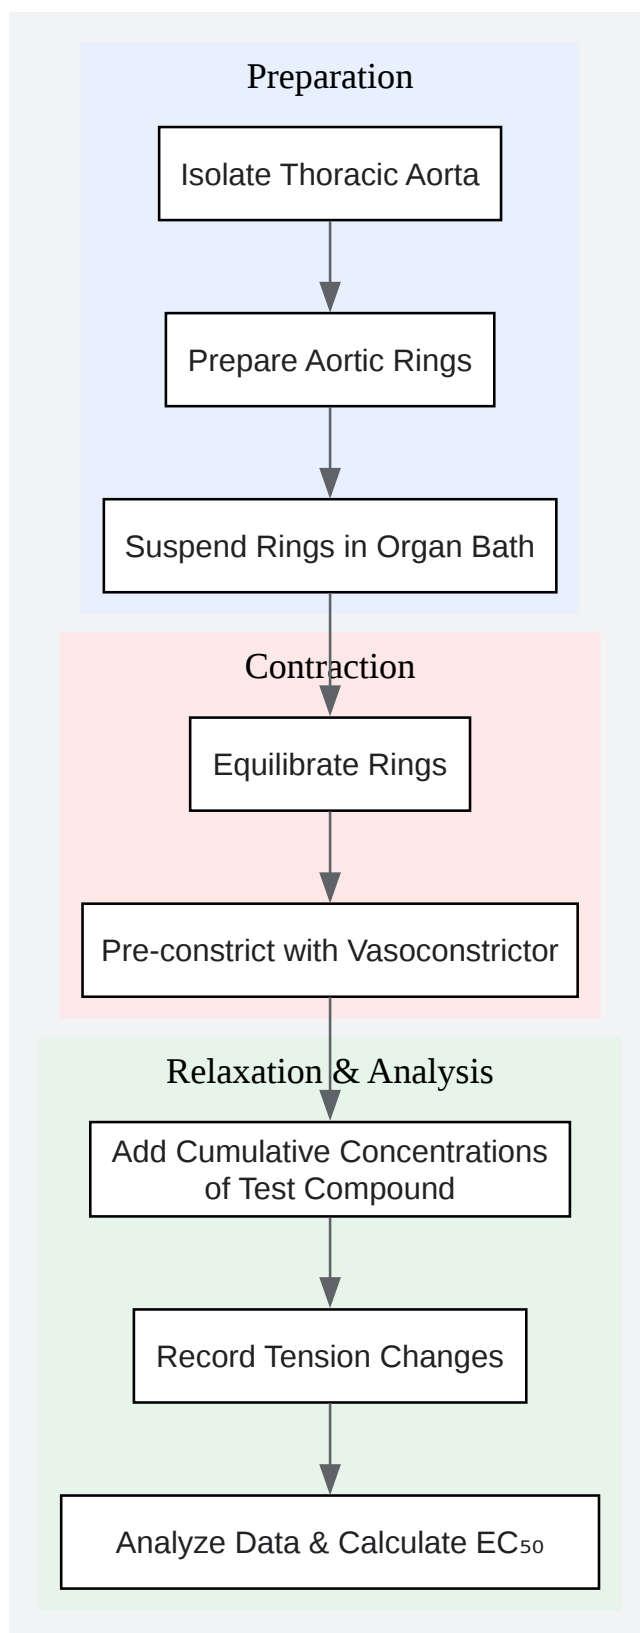 Preparation
Isolate Thoracic Aorta
Prepare Aortic Rings
Suspend Rings in Organ Bath
Contraction
Equilibrate Rings
Pre-constrict with Vasoconstrictor
Relaxation & Analysis
Add Cumulative Concentrations
of Test Compound
Record Tension Changes
Analyze Data & Calculate EC₅₀